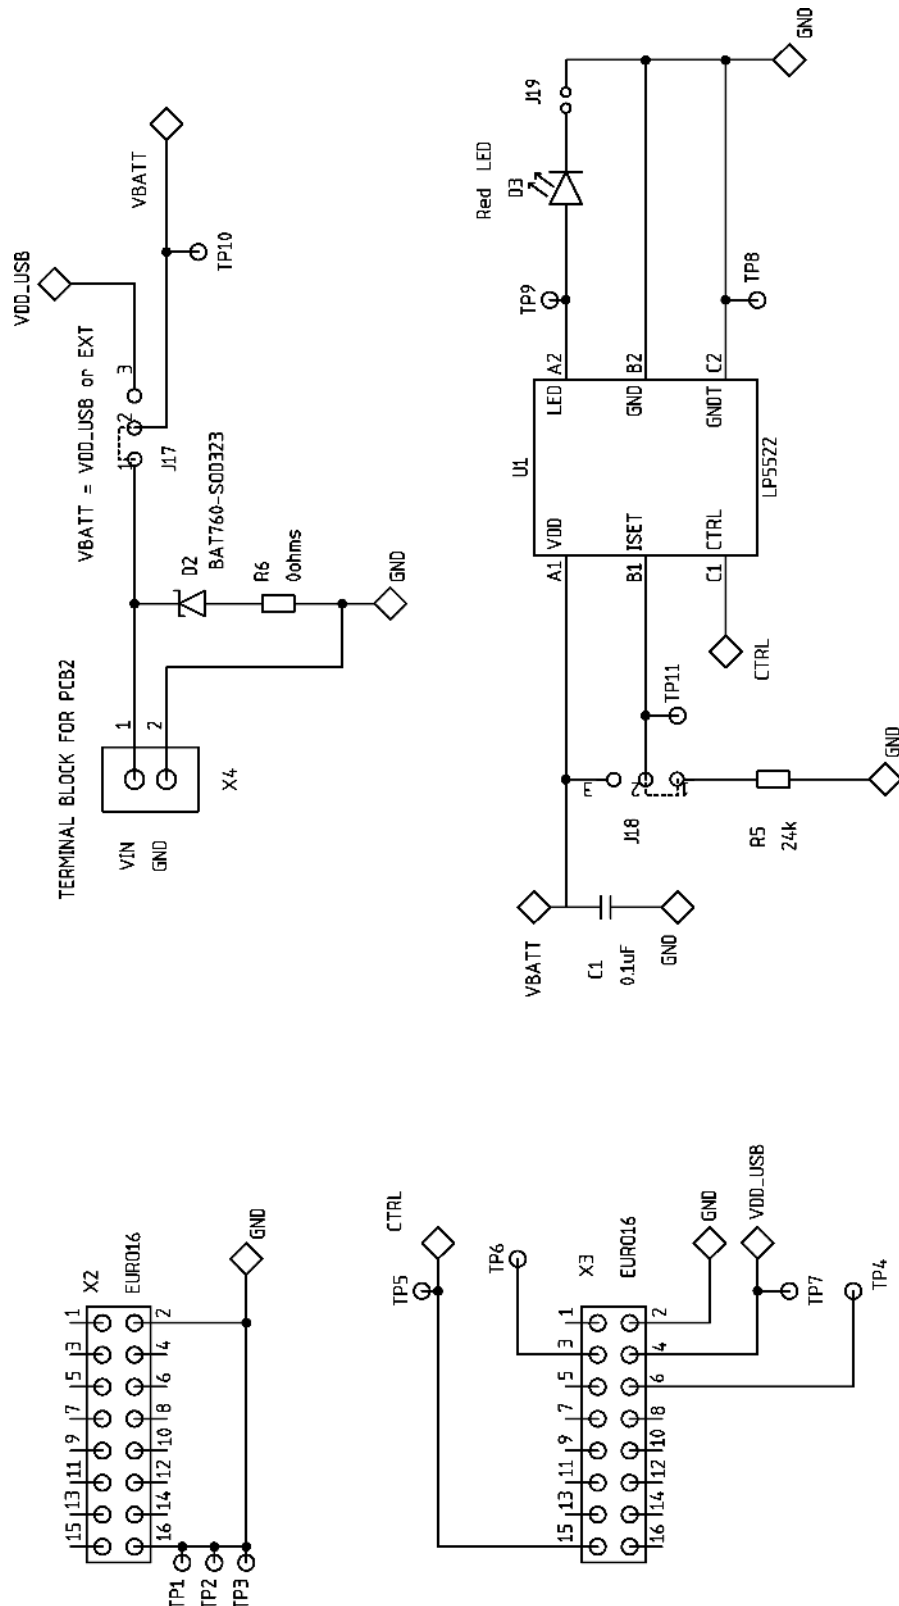 TERMINAL BLOCK FOR PCB2
VIN
GND
1
2
X4
D2
BAT760-SOD323
R6
0ohms
GND
VBATT = VDD_USB or EXT
1
2
3
J17
VDD_USB
VBATT
TP10
VBATT
C1
0.1uF
GND
3
2
1
J18
TP11
R5
24k
GND
CTRL
A1
B1
C1
VDD
ISET
CTRL
U1
LP5522
LED
GND
GNDT
A2
B2
C2
TP9
TP8
Red LED
D3
J19
GND
X2
EURO16
15
13
11
9
7
5
3
1
16
14
12
10
8
6
4
2
TP1
TP2
TP3
GND
X3
EURO16
15
13
11
9
7
5
3
1
16
14
12
10
8
6
4
2
TP5
CTRL
TP6
GND
VDD_USB
TP7
TP4